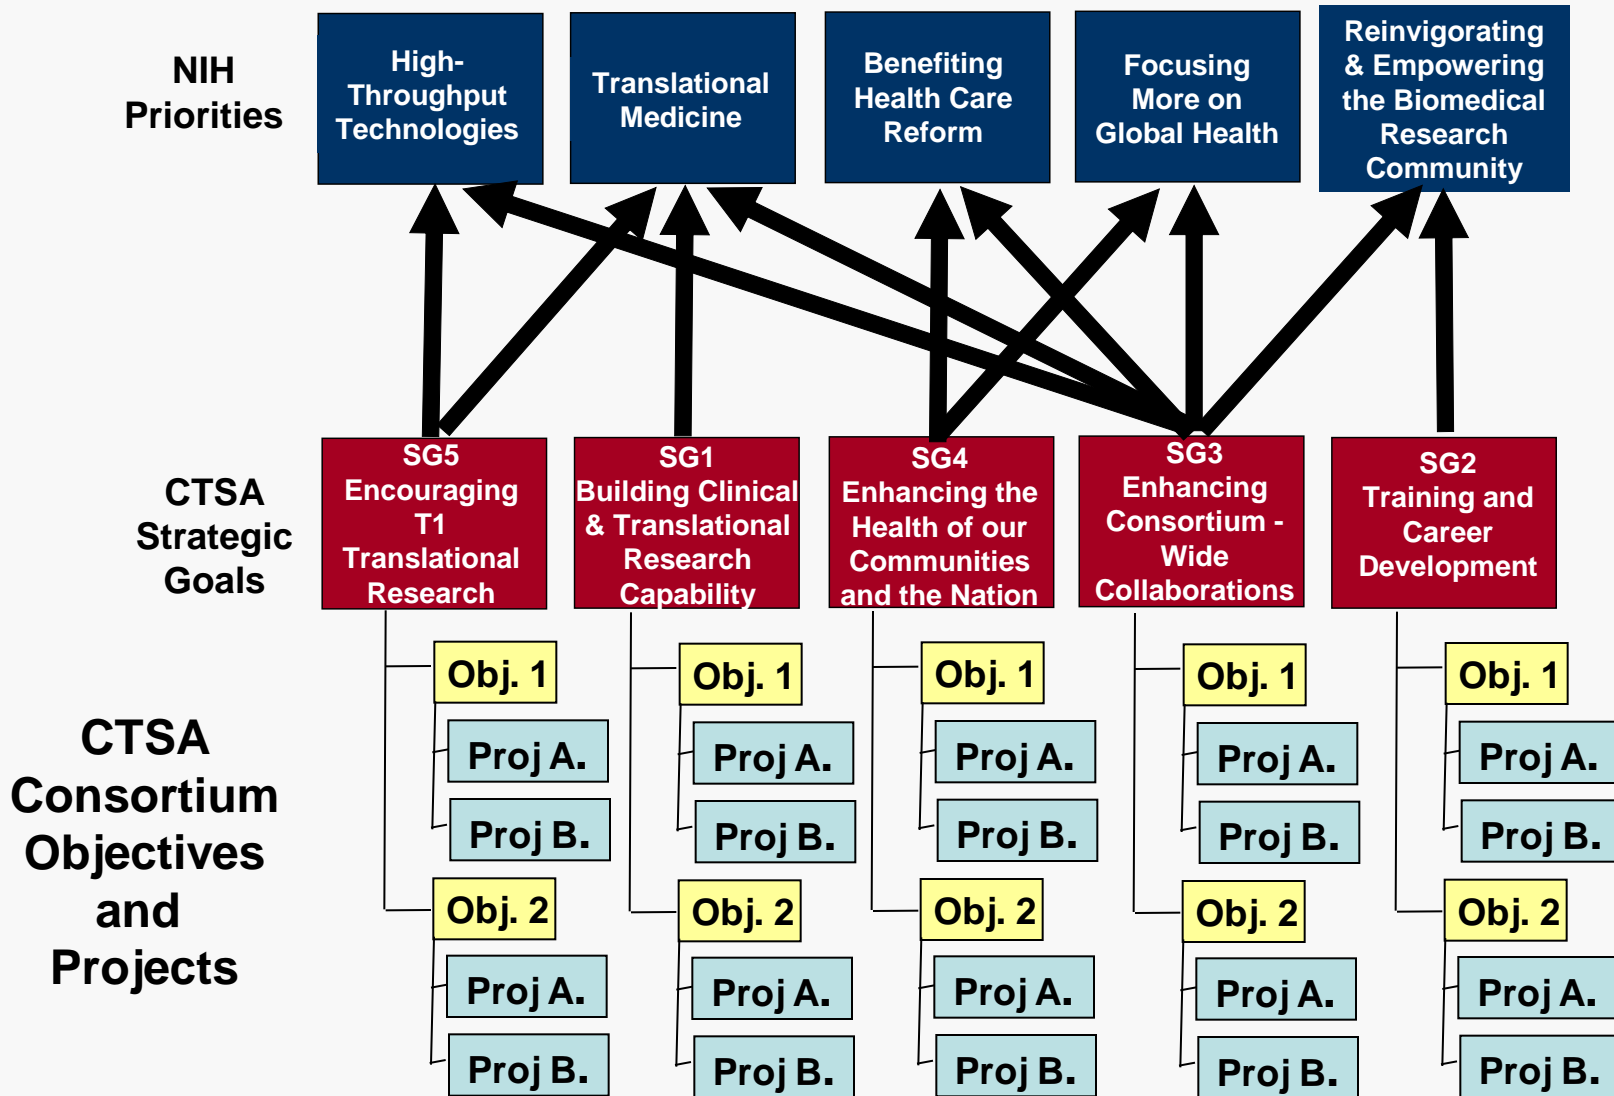 NIH
Priorities
High-
Throughput
Technologies
Translational
Medicine
Benefiting
Health Care
Reform
Focusing
More on
Global Health
Reinvigorating
& Empowering
the Biomedical
Research
Community
CTSA
Strategic
Goals
SG5
Encouraging
T1
Translational
Research
SG1
Building Clinical
& Translational
Research
Capability
SG4
Enhancing the
Health of our
Communities
and the Nation
SG3
Enhancing
Consortium -
Wide
Collaborations
SG2
Training and
Career
Development
CTSA
Consortium
Objectives
and
Projects
Obj. 1
Proj A.
Proj B.
Obj. 2
Proj A.
Proj B.
Obj. 1
Proj A.
Proj B.
Obj. 2
Proj A.
Proj B.
Obj. 1
Proj A.
Proj B.
Obj. 2
Proj A.
Proj B.
Obj. 1
Proj A.
Proj B.
Obj. 2
Proj A.
Proj B.
Obj. 1
Proj A.
Proj B.
Obj. 2
Proj A.
Proj B.